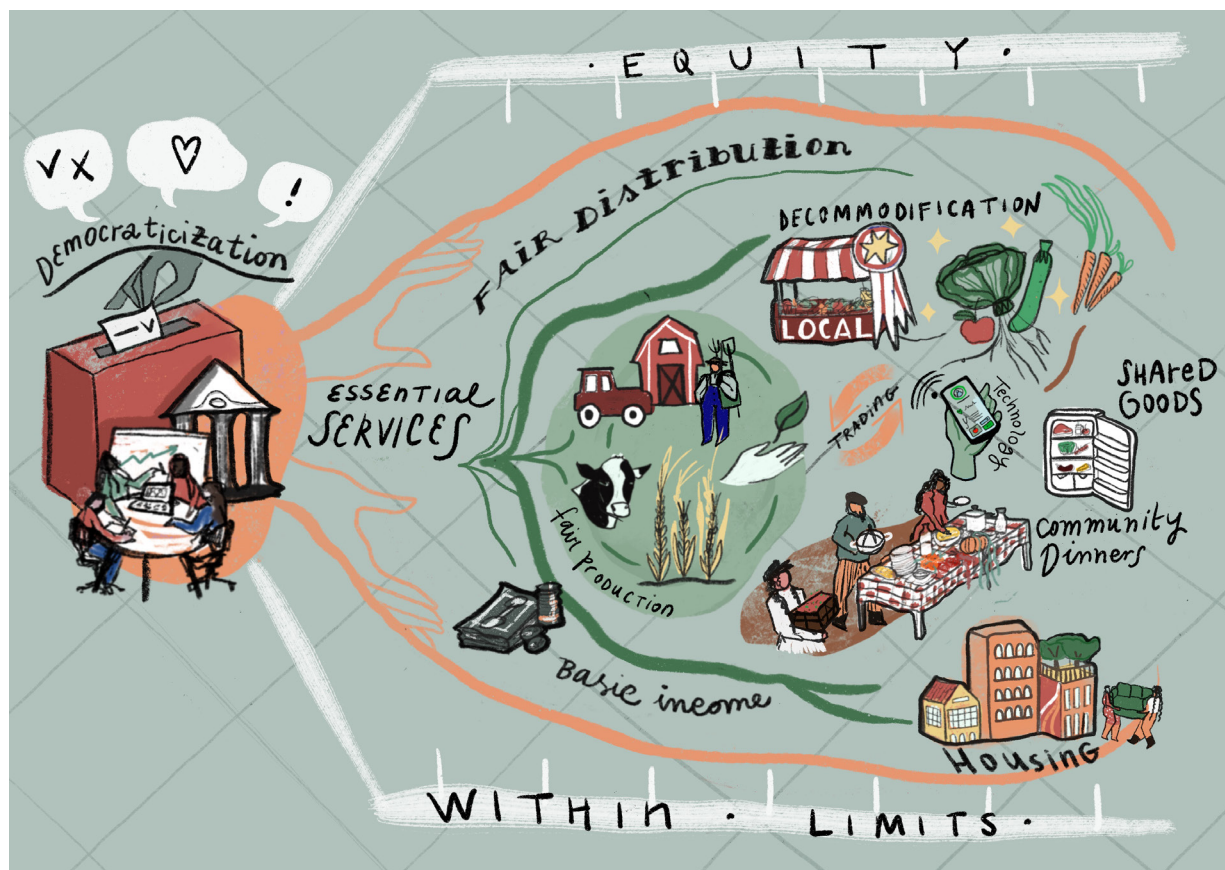 · EQUITY ·
✓ X
♡
!
Democraticization
FAIR DISTRIBUTION
DECOMMODIFICATION
LOCAL
ESSENTIAL
SERVICES
TRADING
Technology
SHAReD
GOODS
fair production
community
Dinners
Basic income
Housing
WITHIN · LIMITS ·